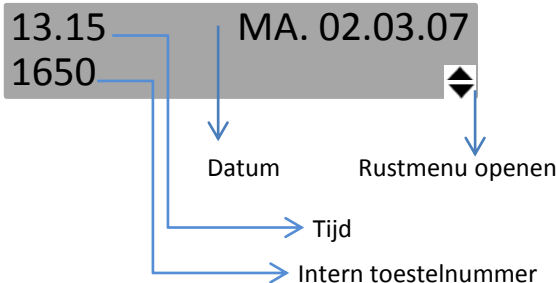 13.15 MA. 02.03.07
1650
Datum Rustmenu openen
Tijd
Intern toestelnummer